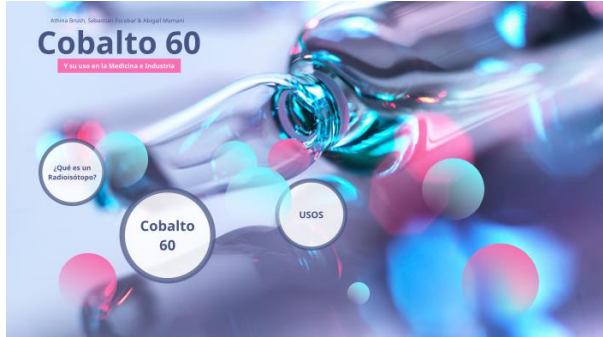 Athina Brush, Sebastian Escobar & Abigail Mamani
Cobalto 60
Y su uso en la Medicina e Industria
¿Qué es un
Radioisótopo?
Cobalto
60
USOS